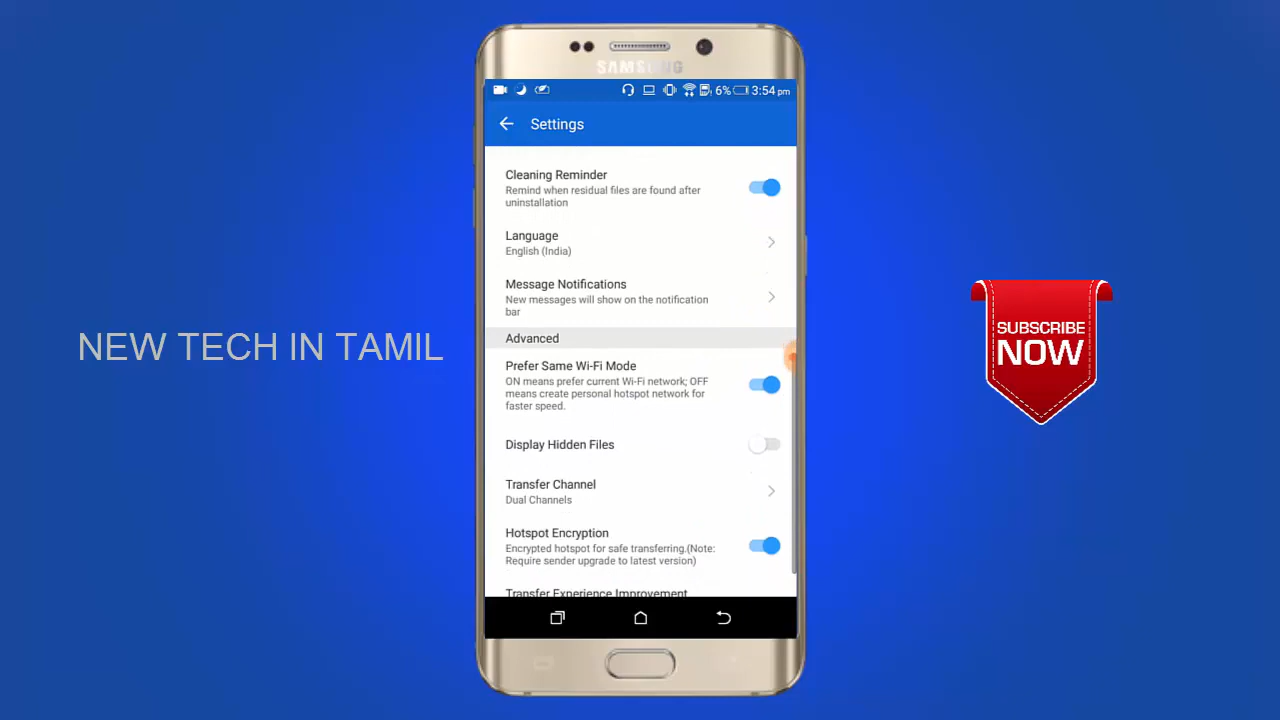 SAMSUNG
6% 3:54 pm
Settings
Cleaning Reminder
Remind when residual files are found after
uninstallation
Language
English (India)
Message Notifications
New messages will show on the notification
bar
Advanced
Prefer Same Wi-Fi Mode
ON means prefer current Wi-Fi network; OFF
means create personal hotspot network for
faster speed.
Display Hidden Files
Transfer Channel
Dual Channels
Hotspot Encryption
Encrypted hotspot for safe transferring.(Note:
Require sender upgrade to latest version)
Transfer Experience Improvement
NEW TECH IN TAMIL
SUBSCRIBE
NOW